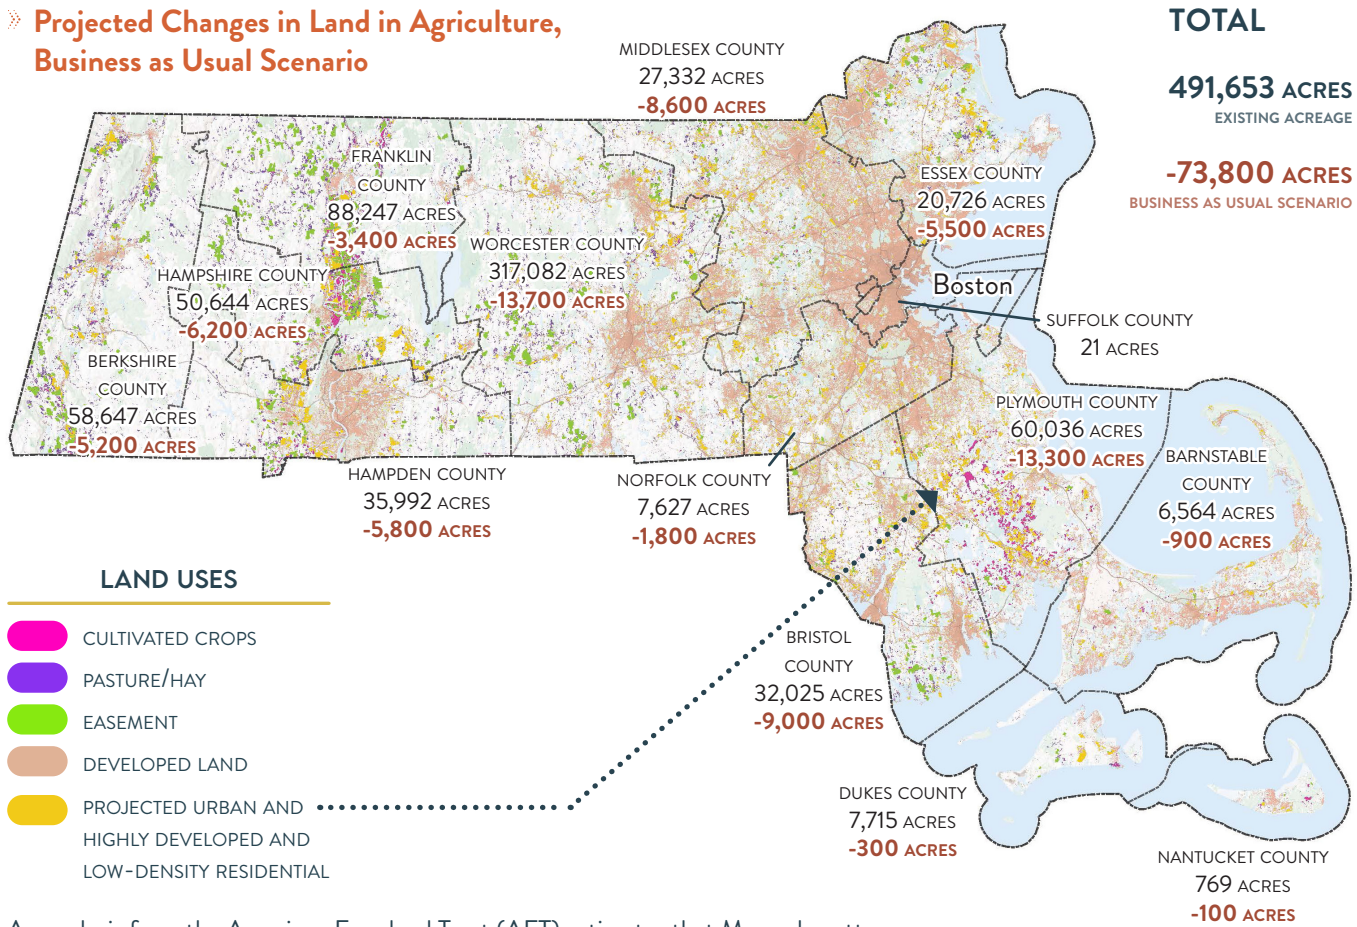 Projected Changes in Land in Agriculture,
Business as Usual Scenario
TOTAL
491,653 ACRES
EXISTING ACREAGE
-73,800 ACRES
BUSINESS AS USUAL SCENARIO
MIDDLESEX COUNTY
27,332 ACRES
-8,600 ACRES
FRANKLIN
COUNTY
88,247 ACRES
-3,400 ACRES
ESSEX COUNTY
20,726 ACRES
-5,500 ACRES
WORCESTER COUNTY
317,082 ACRES
-13,700 ACRES
HAMPSHIRE COUNTY
50,644 ACRES
-6,200 ACRES
Boston
SUFFOLK COUNTY
21 ACRES
BERKSHIRE
COUNTY
58,647 ACRES
-5,200 ACRES
PLYMOUTH COUNTY
60,036 ACRES
-13,300 ACRES
BARNSTABLE
COUNTY
6,564 ACRES
-900 ACRES
HAMPDEN COUNTY
35,992 ACRES
-5,800 ACRES
NORFOLK COUNTY
7,627 ACRES
-1,800 ACRES
BRISTOL
COUNTY
32,025 ACRES
-9,000 ACRES
DUKES COUNTY
7,715 ACRES
-300 ACRES
NANTUCKET COUNTY
769 ACRES
-100 ACRES
LAND USES
CULTIVATED CROPS
PASTURE/HAY
EASEMENT
DEVELOPED LAND
PROJECTED URBAN AND
HIGHLY DEVELOPED AND
LOW-DENSITY RESIDENTIAL